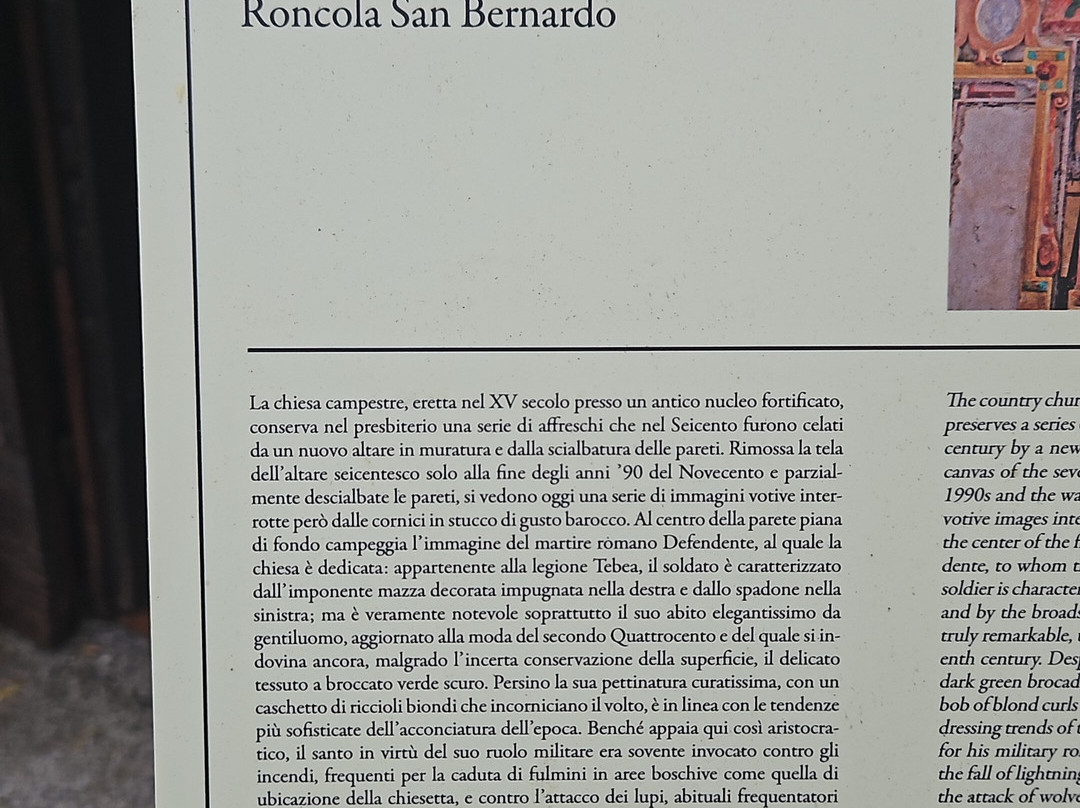 Roncola San Bernardo
La chiesa campestre, eretta nel XV secolo presso un antico nucleo fortificato,
conserva nel presbiterio una serie di affreschi che nel Seicento furono celati
da un nuovo altare in muratura e dalla scialbatura delle pareti. Rimossa la tela
dell'altare seicentesco solo alla fine degli anni '90 del Novecento e parzial-
mente descialbate le pareti, si vedono oggi una serie di immagini votive inter-
rotte però dalle cornici in stucco di gusto barocco. Al centro della parete piana
di fondo campeggia l'immagine del martire romano Defendente, al quale la
chiesa è dedicata: appartenente alla legione Tebea, il soldato è caratterizzato
dall'imponente mazza decorata impugnata nella destra e dallo spadone nella
sinistra; ma è veramente notevole soprattutto il suo abito elegantissimo da
gentiluomo, aggiornato alla moda del secondo Quattrocento e del quale si in-
dovina ancora, malgrado l'incerta conservazione della superficie, il delicato
tessuto a broccato verde scuro. Persino la sua pettinatura curatissima, con un
caschetto di riccioli biondi che incorniciano il volto, è in linea con le tendenze
più sofisticate dell'acconciatura dell'epoca. Benché appaia qui così aristocra-
tico, il santo in virtù del suo ruolo militare era sovente invocato contro gli
incendi, frequenti per la caduta di fulmini in aree boschive come quella di
ubicazione della chiesetta, e contro l'attacco dei lupi, abituali frequentatori
The country chur
preserves a series
century by a new
canvas of the seve
1990s and the wa
votive images inte
the center of the f
dente, to whom t
soldier is character
and by the broads
truly remarkable,
enth century. Desp
dark green brocad
bob of blond curls
dressing trends of
for his military ro
the fall of lightning
the attack of wolve